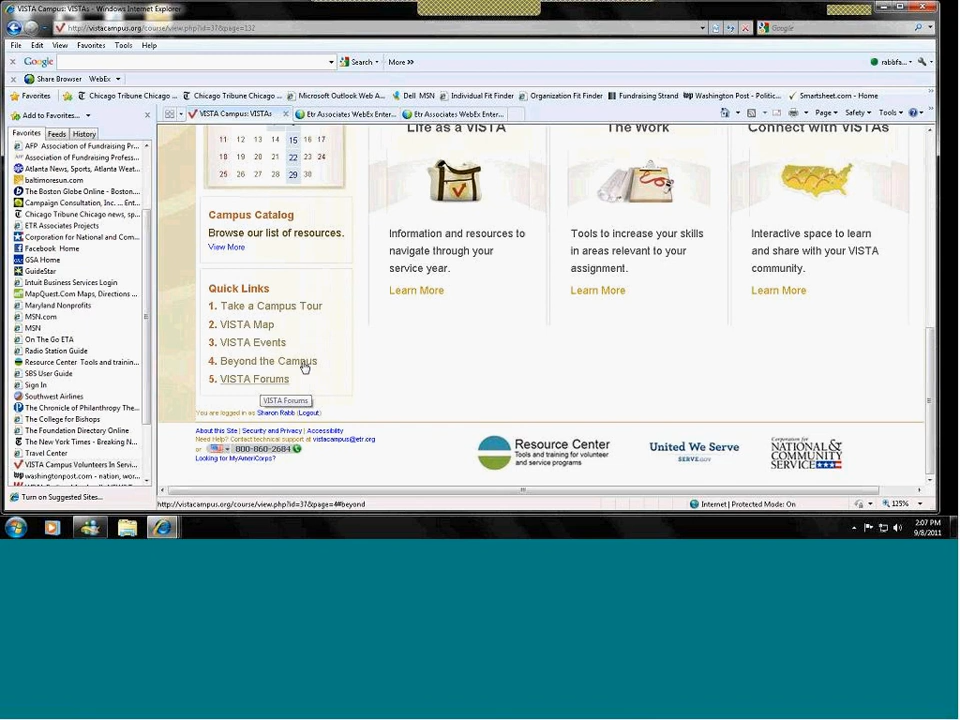 VISTA Campus: VISTAs - Windows Internet Explorer
http://vistacampus.org/course/view.php?id=37&page=132
Google
File Edit View Favorites Tools Help
x Google Search More »
rabbfa...
x Share Browser WebEx
Favorites Chicago Tribune Chicago ... Chicago Tribune Chicago ... Microsoft Outlook Web A... Dell MSN Individual Fit Finder Organization Fit Finder Fundraising Strand Washington Post - Politic... Smartsheet.com - Home
Add to Favorites...
VISTA Campus: VISTAs x Etr Associates WebEx Enter... Etr Associates WebEx Enter...
Page Safety Tools
Favorites Feeds History
AFP Association of Fundraising Pr...
Association of Fundraising Profess...
Atlanta News, Sports, Atlanta Weat...
baltimoresun.com
The Boston Globe Online - Boston....
Campaign Consultation, Inc. ... Ent...
Chicago Tribune Chicago news, sp...
ETR Associates Projects
Corporation for National and Com...
Facebook Home
GSA Home
GuideStar
Intuit Business Services Login
MapQuest.Com Maps, Directions ...
Maryland Nonprofits
MSN.com
MSN
On The Go ETA
Radio Station Guide
Resource Center Tools and trainin...
SBS User Guide
Sign In
Southwest Airlines
The Chronicle of Philanthropy The...
The College for Bishops
The Foundation Directory Online
The New York Times - Breaking N...
Travel Center
VISTA Campus Volunteers In Servi...
washingtonpost.com - nation, wor...
Turn on Suggested Sites...
11 12 13 14 15 16 17
18 19 20 21 22 23 24
25 26 27 28 29 30
Campus Catalog
Browse our list of resources.
View More
Quick Links
1. Take a Campus Tour
2. VISTA Map
3. VISTA Events
4. Beyond the Campus
5. VISTA Forums
VISTA Forums
Life as a VISTA
Information and resources to
navigate through your
service year.
Learn More
The Work
Tools to increase your skills
in areas relevant to your
assignment.
Learn More
Connect with VISTAs
Interactive space to learn
and share with your VISTA
community.
Learn More
You are logged in as Sharon Rabb (Logout)
About this Site | Security and Privacy | Accessibility
Need Help? Contact technical support at vistacampus@etr.org
or 800-860-2684
Looking for MyAmeriCorps?
Resource Center
Tools and training for volunteer
and service programs
United We Serve
SERVE.GOV
Corporation for
NATIONAL &
COMMUNITY
SERVICE
http://vistacampus.org/course/view.php?id=37&page=4#beyond
Internet | Protected Mode: On
125%
2:07 PM
9/8/2011